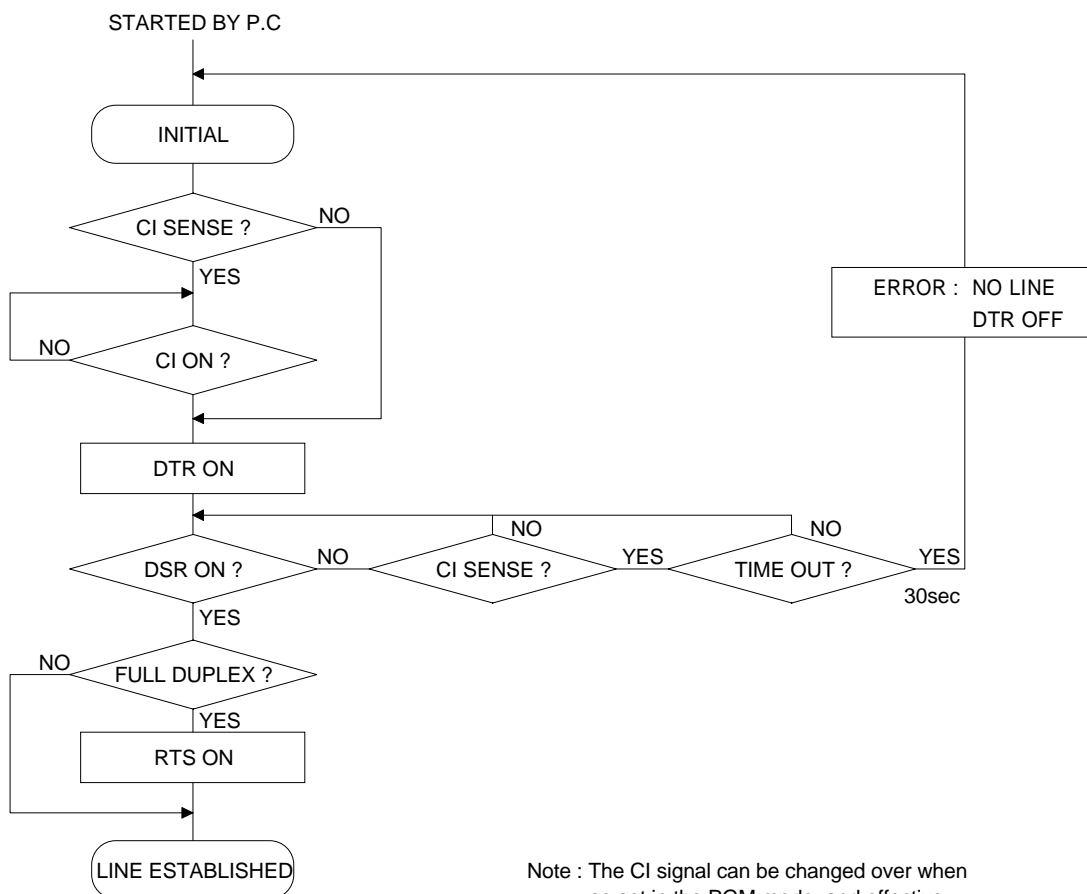 STARTED BY P.C
INITIAL
CI SENSE ?
NO
YES
ERROR : NO LINE
DTR OFF
NO
CI ON ?
DTR ON
NO
NO
DSR ON ?
NO
CI SENSE ?
YES
TIME OUT ?
YES
30sec
YES
NO
FULL DUPLEX ?
YES
RTS ON
LINE ESTABLISHED
Note : The CI signal can be changed over when